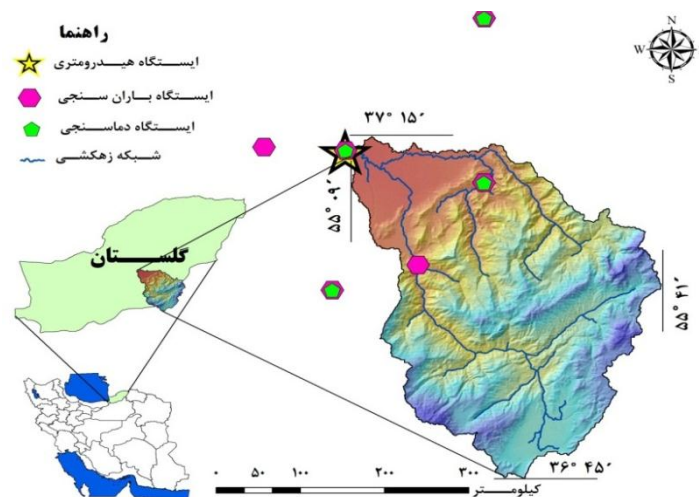 راهنما
ایستگاه هیدرومتری
ایستگاه باران سنجی
ایستگاه دماسنجی
شبکه زهکشی
N
W
E
S
۳۷° ۱۵′
۵۵° ۰۹′
گلستان
۵۵° ۴۱′
۳۶° ۴۵′
۰ ۵۰ ۱۰۰ ۲۰۰ ۳۰۰
کیلومتر